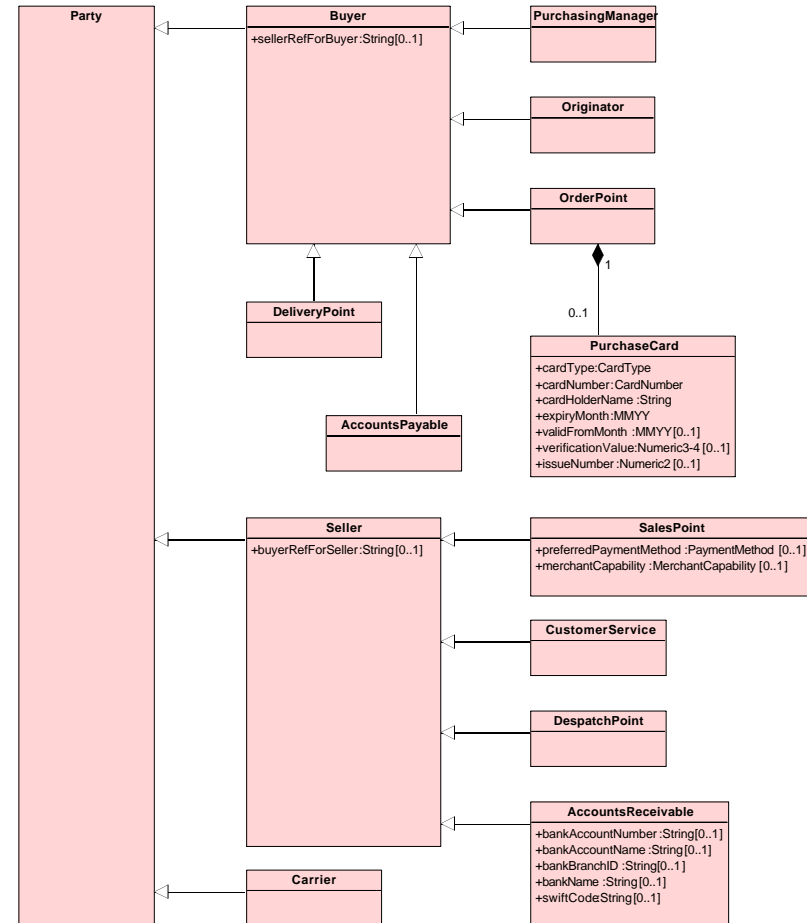 Party
Buyer
+sellerRefForBuyer:String[0..1]
PurchasingManager
Originator
OrderPoint
1
0..1
DeliveryPoint
AccountsPayable
PurchaseCard
+cardType:CardType
+cardNumber:CardNumber
+cardHolderName :String
+expiryMonth:MMYY
+validFromMonth :MMYY[0..1]
+verificationValue:Numeric3-4 [0..1]
+issueNumber:Numeric2 [0..1]
Seller
+buyerRefForSeller:String[0..1]
SalesPoint
+preferredPaymentMethod :PaymentMethod [0..1]
+merchantCapability :MerchantCapability [0..1]
CustomerService
DespatchPoint
AccountsReceivable
+bankAccountNumber :String[0..1]
+bankAccountName :String[0..1]
+bankBranchID :String[0..1]
+bankName :String[0..1]
+swiftCode:String[0..1]
Carrier